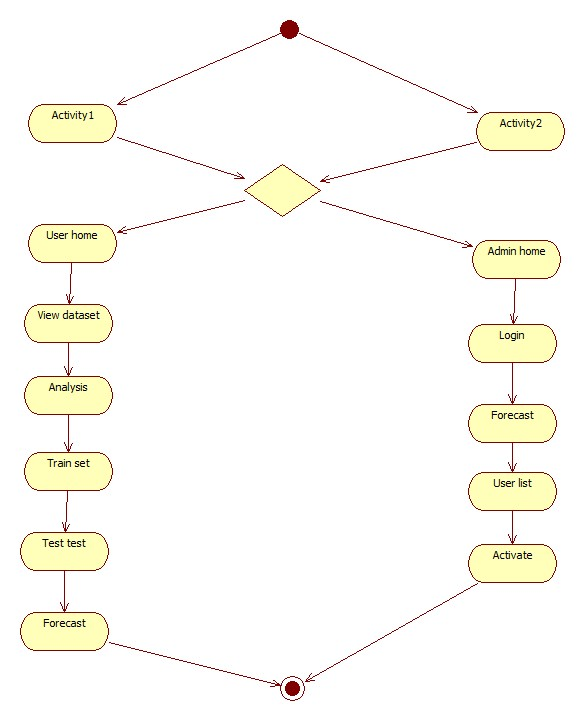 Activity1
Activity2
User home
Admin home
View dataset
Login
Analysis
Forecast
Train set
User list
Test test
Activate
Forecast